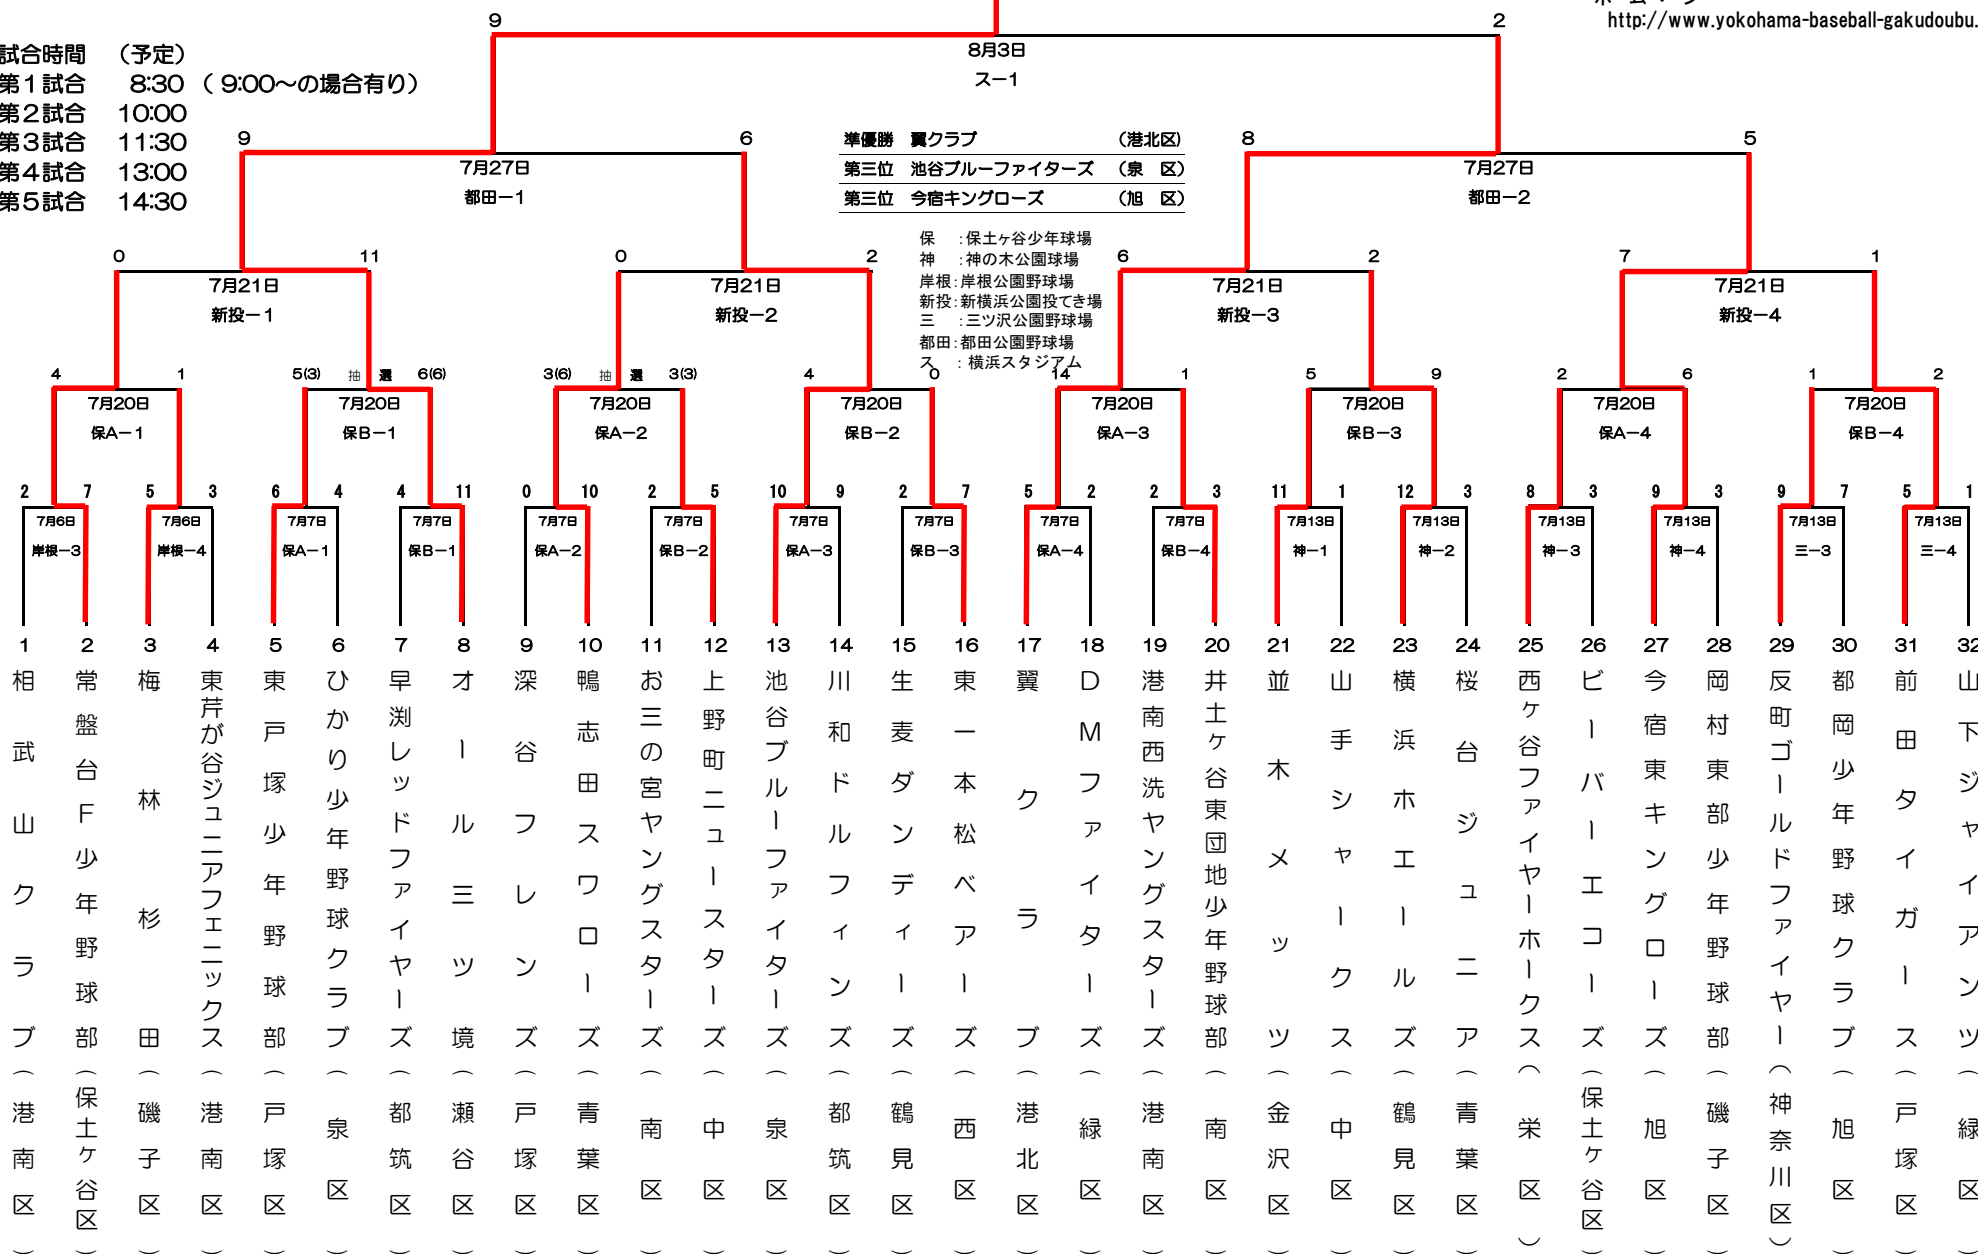 http://www.yokohama-baseball-gakudoubu.
9 2
8月3日
スー1
試合時間 (予定)
第1試合 8:30 ( 9:00～の場合有り)
第2試合 10:00
第3試合 11:30
第4試合 13:00
第5試合 14:30
準優勝 翼クラブ (港北区)
第三位 池谷ブルーファイターズ (泉 区)
第三位 今宿キングローズ (旭 区)
9 6 8 5
7月27日 7月27日
都田ー1 都田ー2
保 :保土ヶ谷少年球場
神 :神の木公園球場
岸根:岸根公園野球場
新投:新横浜公園投てき場
三 :三ツ沢公園野球場
都田:都田公園野球場
ス :横浜スタジアム
0 11 0 2 6 2 7 1
7月21日 7月21日 7月21日 7月21日
新投ー1 新投ー2 新投ー3 新投ー4
4 1 5(3) 抽 選 6(6) 3(6) 抽 選 3(3) 4 0 14 1 5 9 2 6 1 2
7月20日 7月20日 7月20日 7月20日 7月20日 7月20日 7月20日 7月20日
保Aー1 保Bー1 保Aー2 保Bー2 保Aー3 保Bー3 保Aー4 保Bー4
2 7 5 3 6 4 4 11 0 10 2 5 10 9 2 7 5 2 2 3 11 1 12 3 8 3 9 3 9 7 5 1
7月6日 7月6日 7月7日 7月7日 7月7日 7月7日 7月7日 7月7日 7月7日 7月7日 7月13日 7月13日 7月13日 7月13日 7月13日 7月13日
岸根ー3 岸根ー4 保Aー1 保Bー1 保Aー2 保Bー2 保Aー3 保Bー3 保Aー4 保Bー4 神ー1 神ー2 神ー3 神ー4 三ー3 三ー4
1 相武山クラブ(港南区)
2 常盤台F少年野球部(保土ヶ谷区)
3 梅林杉田(磯子区)
4 東芹が谷ジュニアフェニックス(港南区)
5 東戸塚少年野球部(戸塚区)
6 ひかり少年野球クラブ(泉区)
7 早渕レッドファイヤーズ(都筑区)
8 オール三ツ境(瀬谷区)
9 深谷フレンズ(戸塚区)
10 鴨志田スワローズ(青葉区)
11 お三の宮ヤングスターズ(南区)
12 上野町ニュースターズ(中区)
13 池谷ブルーファイターズ(泉区)
14 川和ドルフィンズ(都筑区)
15 生麦ダンディーズ(鶴見区)
16 東一本松ベアーズ(西区)
17 翼クラブ(港北区)
18 DMファイターズ(緑区)
19 港南西洗ヤングスターズ(港南区)
20 井土ヶ谷東団地少年野球部(南区)
21 並木メッツ(金沢区)
22 山手シャークス(中区)
23 横浜ホエールズ(鶴見区)
24 桜台ジュニア(青葉区)
25 西ヶ谷ファイヤーホークス(栄区)
26 ビーバーエコーズ(保土ヶ谷区)
27 今宿東キングローズ(旭区)
28 岡村東部少年野球部(磯子区)
29 反町ゴールドファイヤー(神奈川区)
30 都岡少年野球クラブ(旭区)
31 前田タイガース(戸塚区)
32 山下ジャイアンツ(緑区)